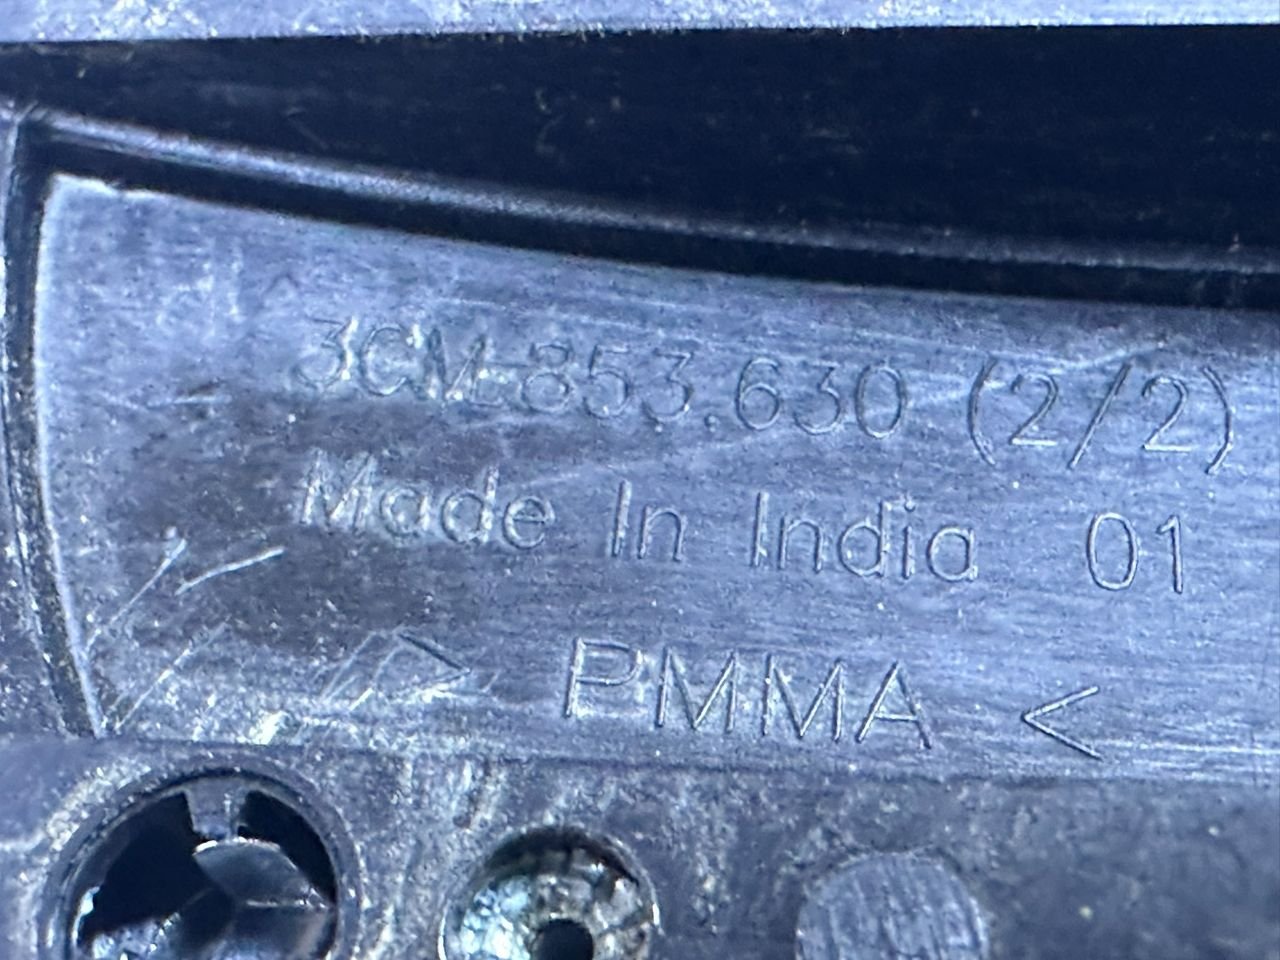 3CM.853.630 (2/2)
Made In India 01
> PMMA <